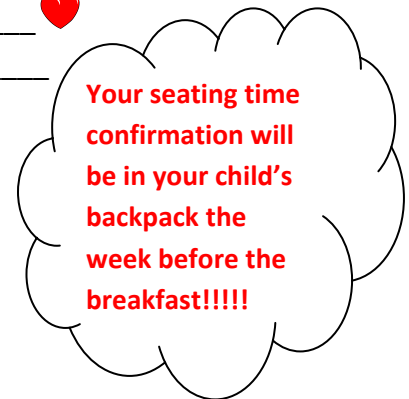 Your seating time
confirmation will
be in your child’s
backpack the
week before the
breakfast!!!!!